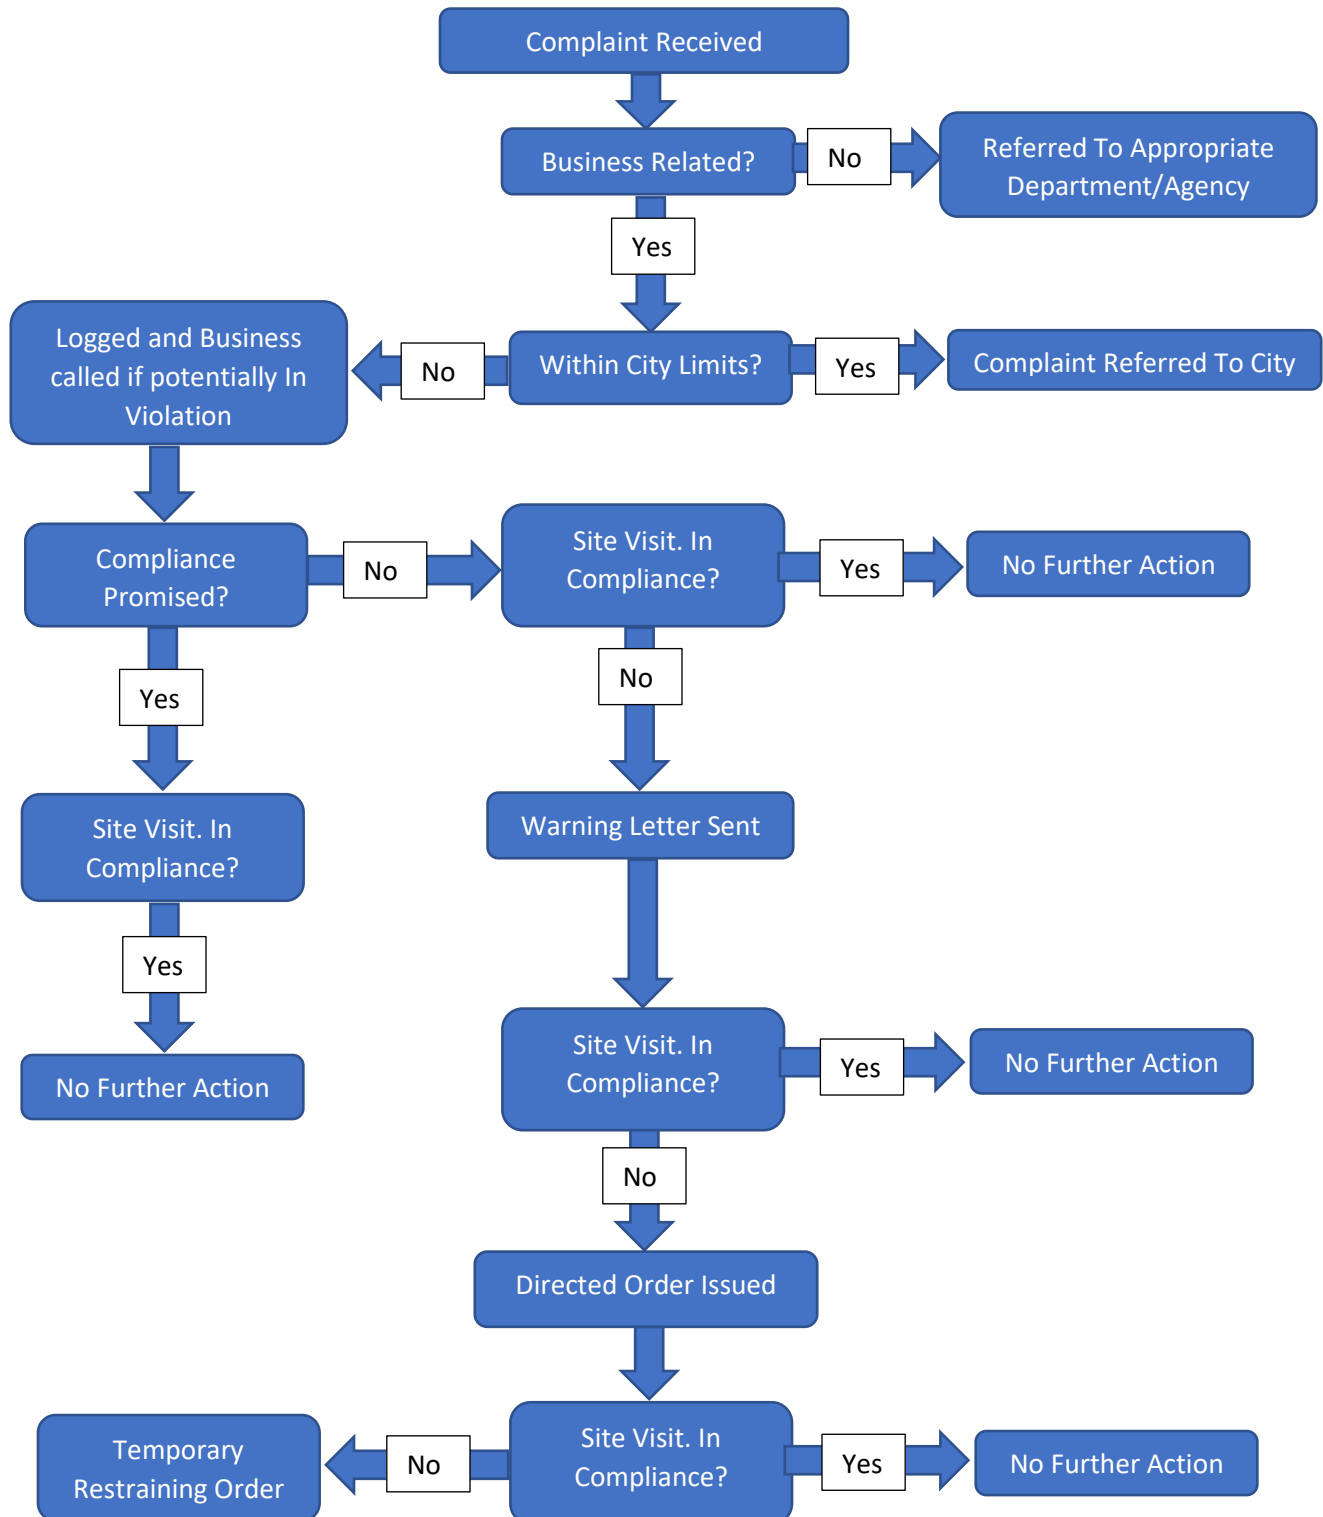 Complaint Received
Business Related?
No
Referred To Appropriate
Department/Agency
Yes
Logged and Business
called if potentially In
Violation
No
Within City Limits?
Yes
Complaint Referred To City
Compliance
Promised?
No
Site Visit. In
Compliance?
Yes
No Further Action
Yes
No
Site Visit. In
Compliance?
Warning Letter Sent
Yes
No Further Action
Site Visit. In
Compliance?
Yes
No Further Action
No
Directed Order Issued
Temporary
Restraining Order
No
Site Visit. In
Compliance?
Yes
No Further Action